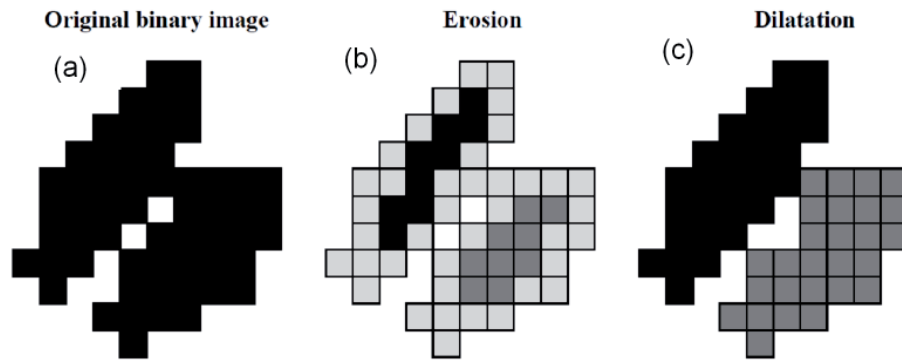 Original binary image
Erosion
Dilatation
(a)
(b)
(c)